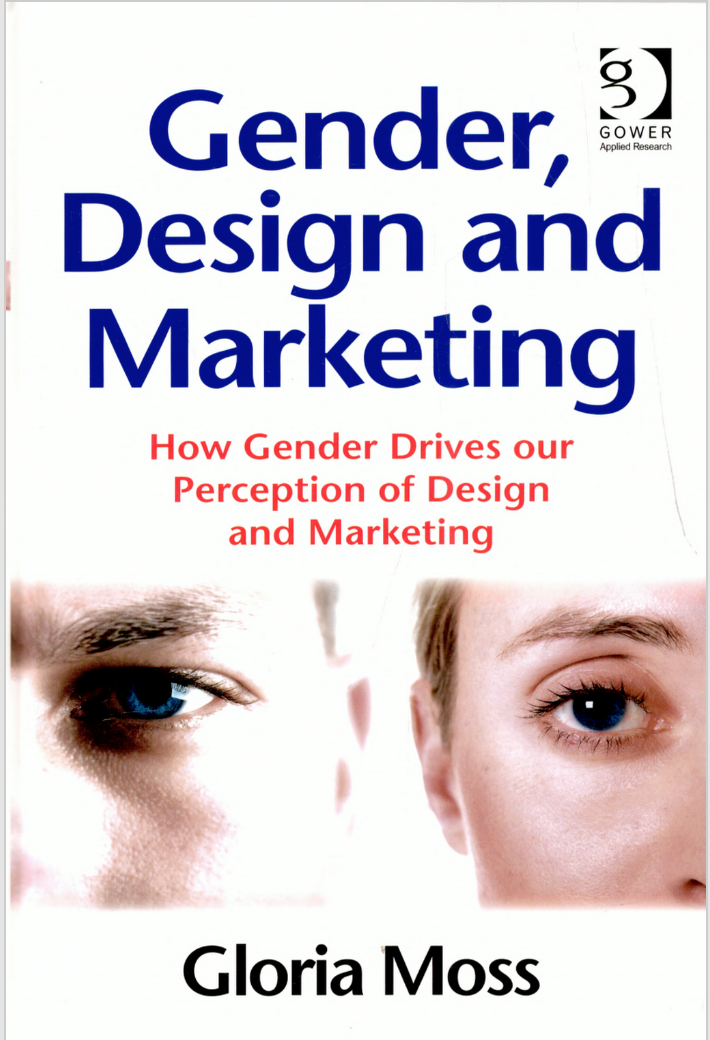 Gender,
Design and
Marketing
g
GOWER
Applied Research
How Gender Drives our
Perception of Design
and Marketing
Gloria Moss